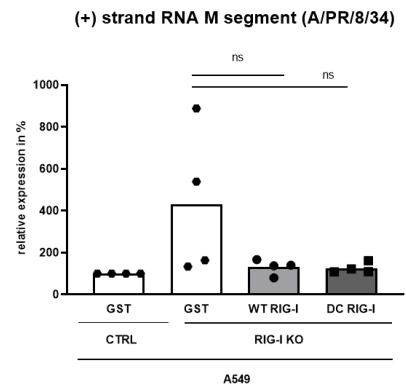 (+) strand RNA M segment (A/PR/8/34)
ns
ns
relative expression in %
1000
800
600
400
200
0
GST GST WT RIG-I DC RIG-I
CTRL RIG-I KO
A549